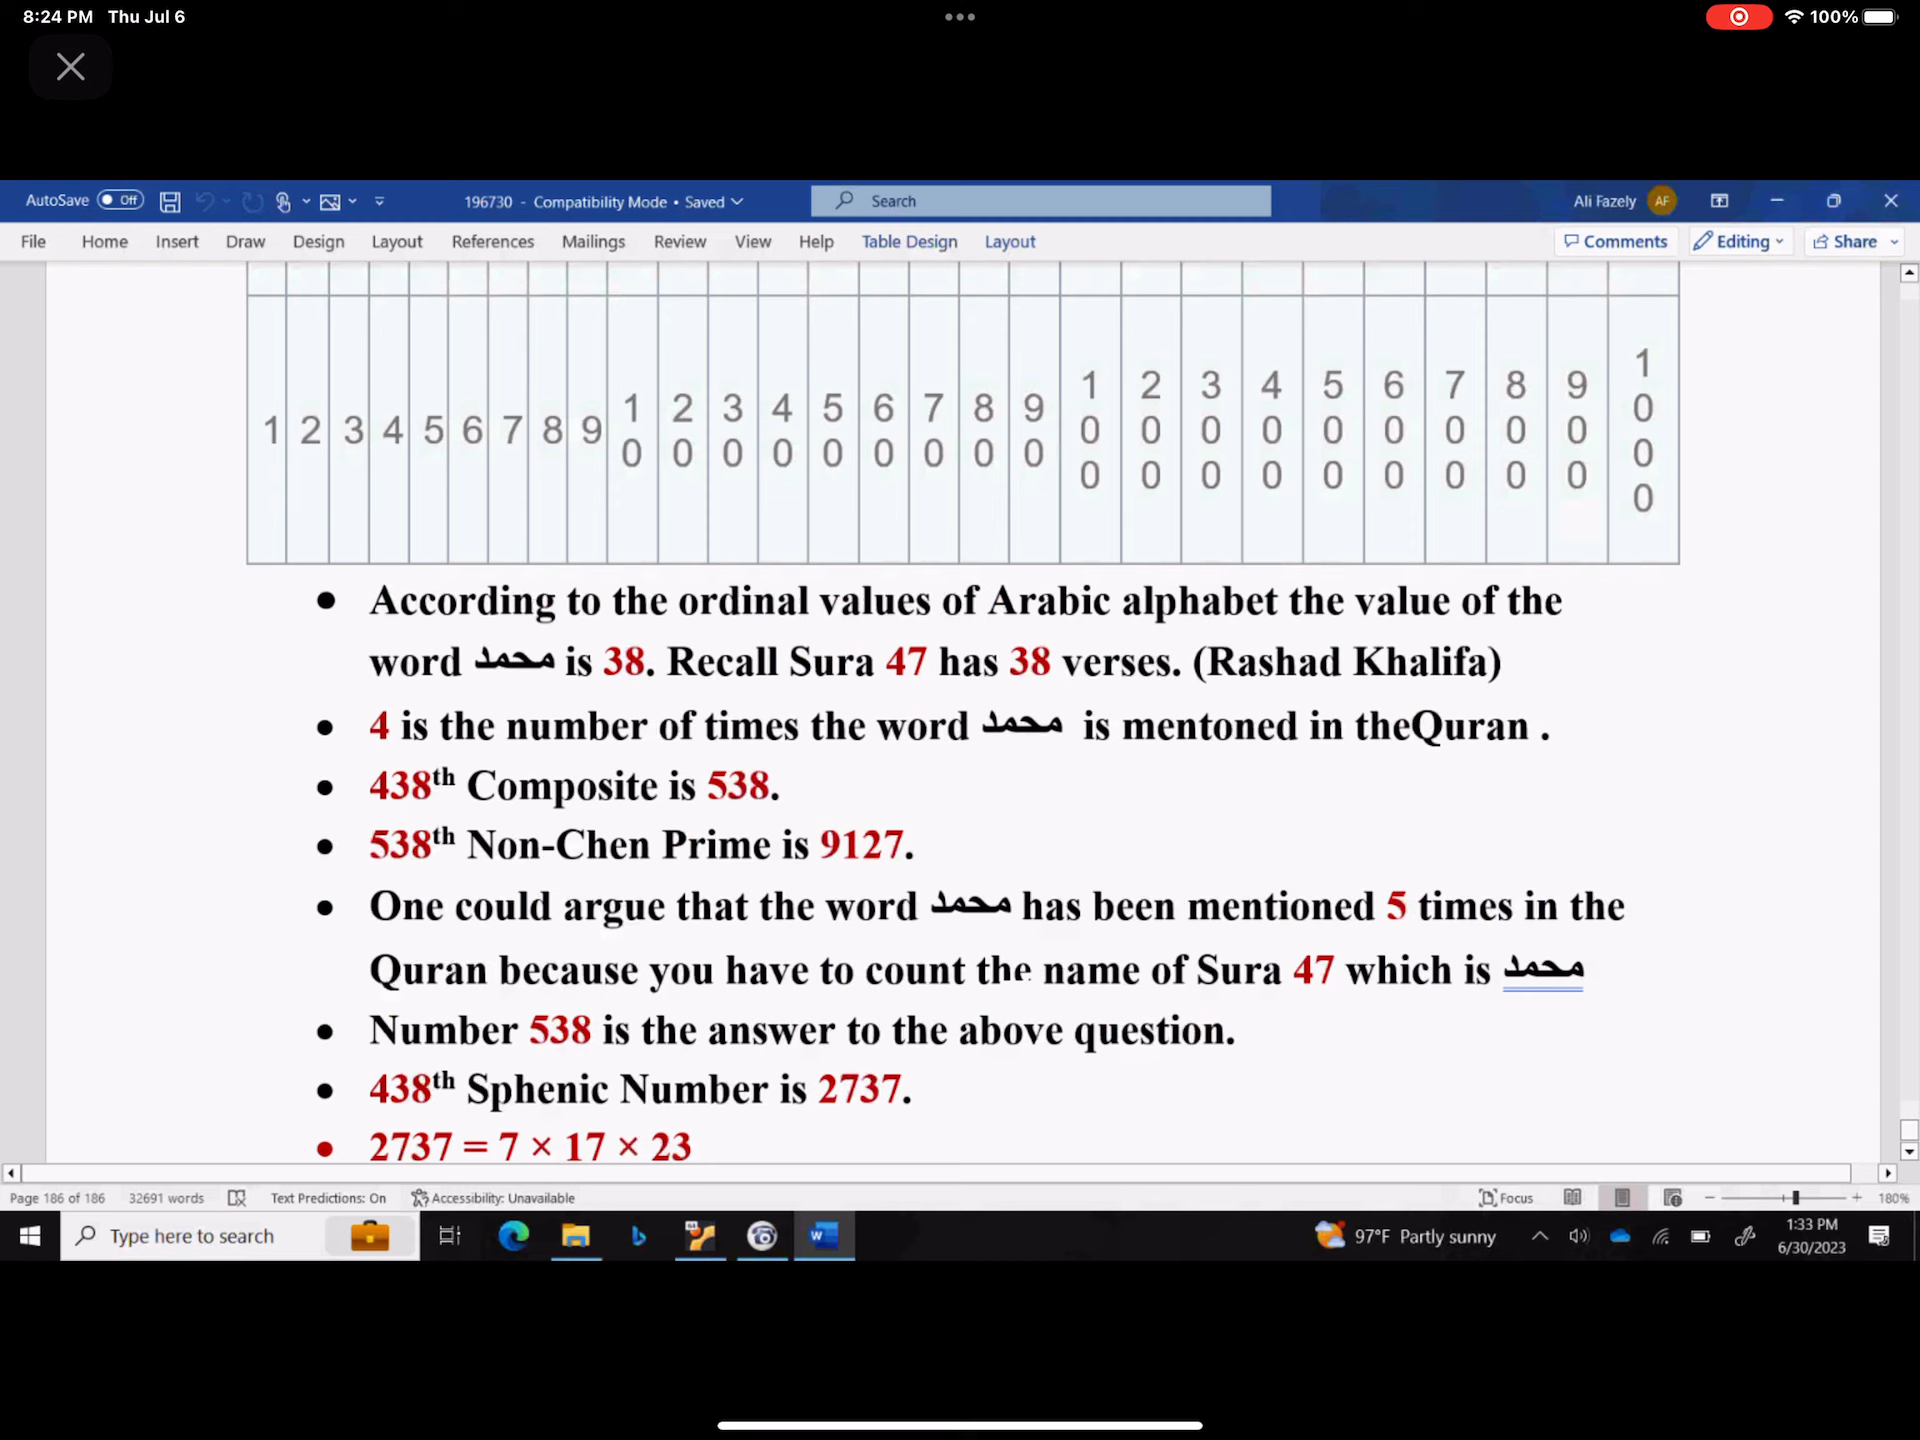 8:24 PM Thu Jul 6
100%
AutoSave Off
196730 - Compatibility Mode • Saved
Search
Ali Fazely AF
File Home Insert Draw Design Layout References Mailings Review View Help Table Design Layout
Comments Editing Share
1 2 3 4 5 6 7 8 9 10 20 30 40 50 60 70 80 90 100 200 300 400 500 600 700 800 900 1000
• According to the ordinal values of Arabic alphabet the value of the
word محمد is 38. Recall Sura 47 has 38 verses. (Rashad Khalifa)
• 4 is the number of times the word محمد is mentoned in theQuran .
• 438th Composite is 538.
• 538th Non-Chen Prime is 9127.
• One could argue that the word محمد has been mentioned 5 times in the
Quran because you have to count the name of Sura 47 which is محمد
• Number 538 is the answer to the above question.
• 438th Sphenic Number is 2737.
• 2737 = 7 × 17 × 23
Page 186 of 186 32691 words Text Predictions: On Accessibility: Unavailable
Focus 180%
Type here to search
97°F Partly sunny
1:33 PM
6/30/2023